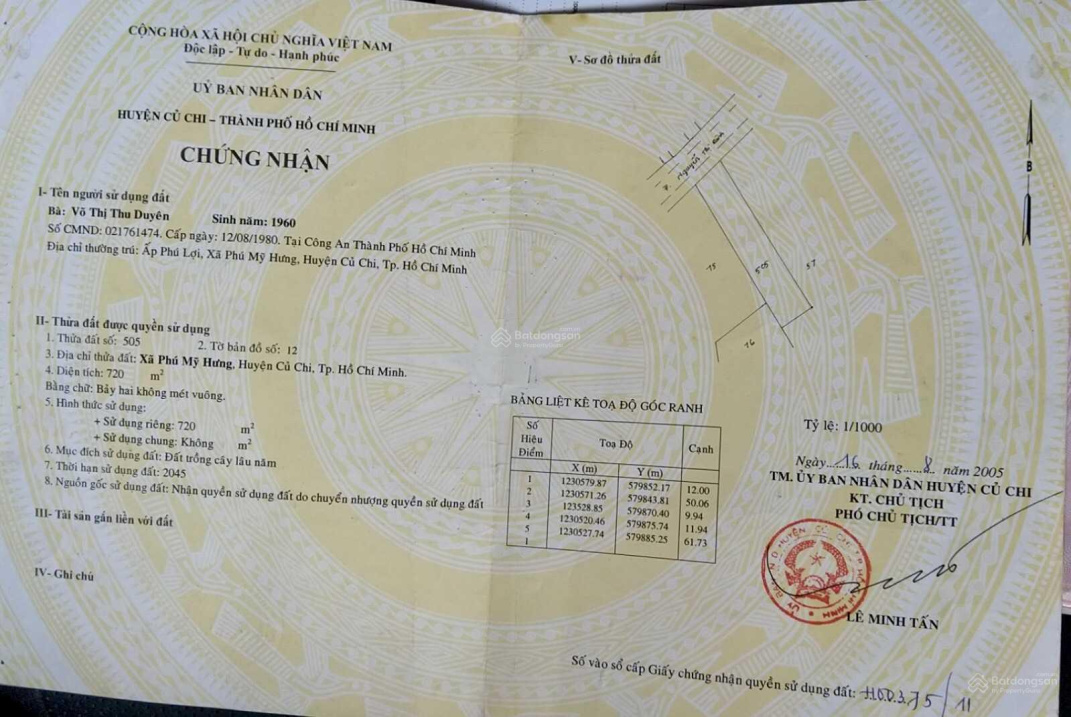 CỘNG HÒA XÃ HỘI CHỦ NGHĨA VIỆT NAM
Độc lập - Tự do - Hạnh phúc
UỶ BAN NHÂN DÂN
HUYỆN CỦ CHI – THÀNH PHỐ HỒ CHÍ MINH
CHỨNG NHẬN
I- Tên người sử dụng đất
Bà: Võ Thị Thu Duyên Sinh năm: 1960
Số CMND: 021761474. Cấp ngày: 12/08/1980. Tại Công An Thành Phố Hồ Chí Minh
Địa chỉ thường trú: Ấp Phú Lợi, Xã Phú Mỹ Hưng, Huyện Củ Chi, Tp. Hồ Chí Minh
II- Thửa đất được quyền sử dụng
1. Thửa đất số: 505 2. Tờ bản đồ số: 12
3. Địa chỉ thửa đất: Xã Phú Mỹ Hưng, Huyện Củ Chi, Tp. Hồ Chí Minh.
4. Diện tích: 720 m²
Bằng chữ: Bảy hai không mét vuông.
5. Hình thức sử dụng:
+ Sử dụng riêng: 720 m²
+ Sử dụng chung: Không m²
6. Mục đích sử dụng đất: Đất trồng cây lâu năm
7. Thời hạn sử dụng đất: 2045
8. Nguồn gốc sử dụng đất: Nhận quyền sử dụng đất do chuyển nhượng quyền sử dụng đất
III- Tài sản gắn liền với đất
IV- Ghi chú
V- Sơ đồ thửa đất
Đ. Nguyễn Thị
B
15
505
57
76
Batdongsan
by PropertyGuru
BẢNG LIỆT KÊ TOẠ ĐỘ GÓC RANH
Số Hiệu Điểm Toạ Độ Cạnh
X (m) Y (m)
1 1230579.87 579852.17 12.00
2 1230571.26 579843.81 50.06
3 123528.85 579870.40 9.94
4 1230520.46 579875.74 11.94
5 1230527.74 579885.25 61.73
1
Tỷ lệ: 1/1000
Ngày....16 tháng......8. năm 2005
TM. ỦY BAN NHÂN DÂN HUYỆN CỦ CHI
KT. CHỦ TỊCH
PHÓ CHỦ TỊCH/TT
LÊ MINH TẤN
Số vào sổ cấp Giấy chứng nhận quyền sử dụng đất: H00375/11
Batdongsan
by PropertyGuru